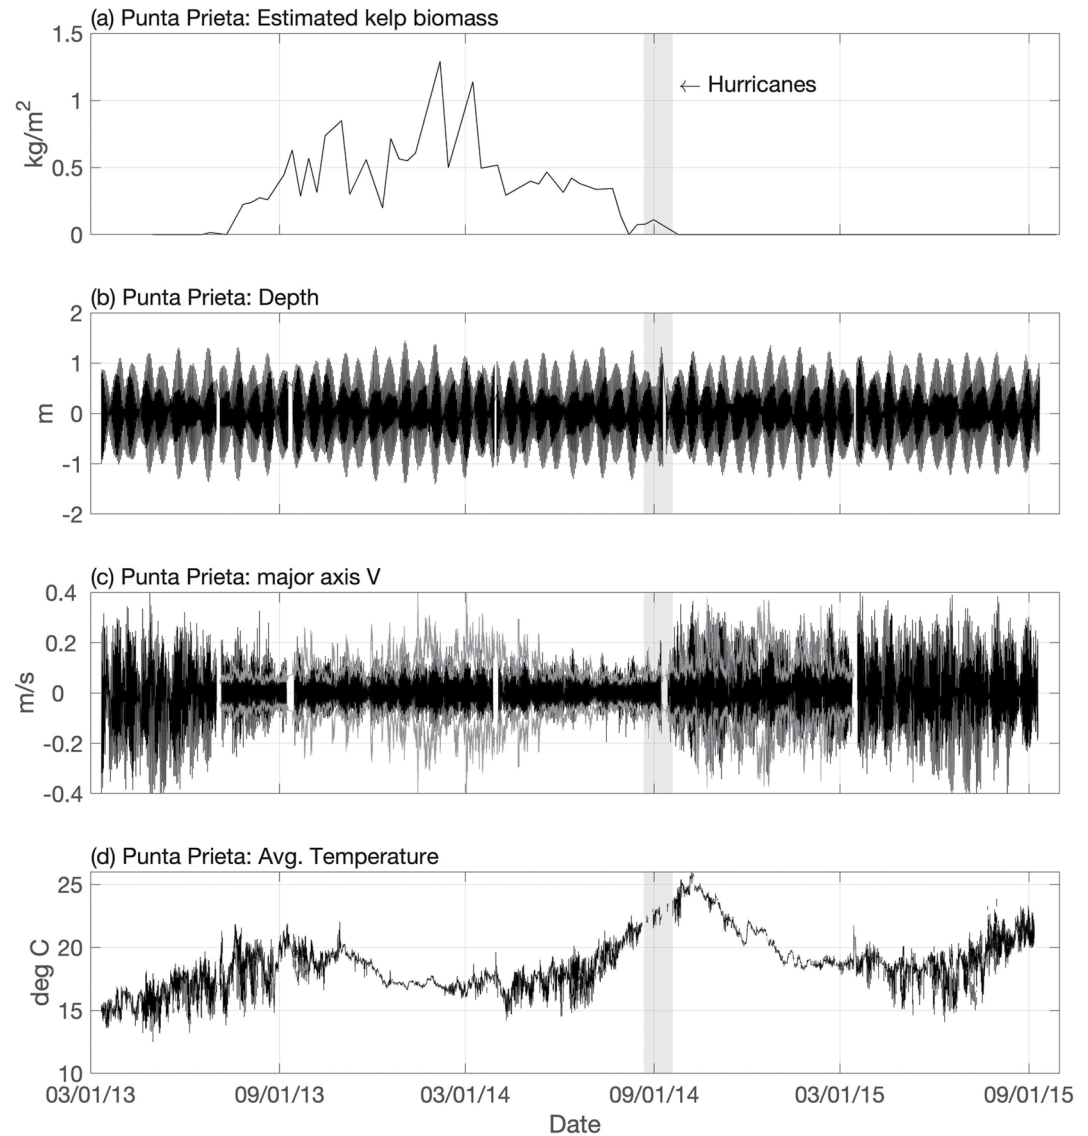 (a) Punta Prieta: Estimated kelp biomass
1.5
1
0.5
0
kg/m2
← Hurricanes
(b) Punta Prieta: Depth
2
1
0
-1
-2
m
(c) Punta Prieta: major axis V
0.4
0.2
0
-0.2
-0.4
m/s
(d) Punta Prieta: Avg. Temperature
25
20
15
10
deg C
03/01/13 09/01/13 03/01/14 09/01/14 03/01/15 09/01/15
Date